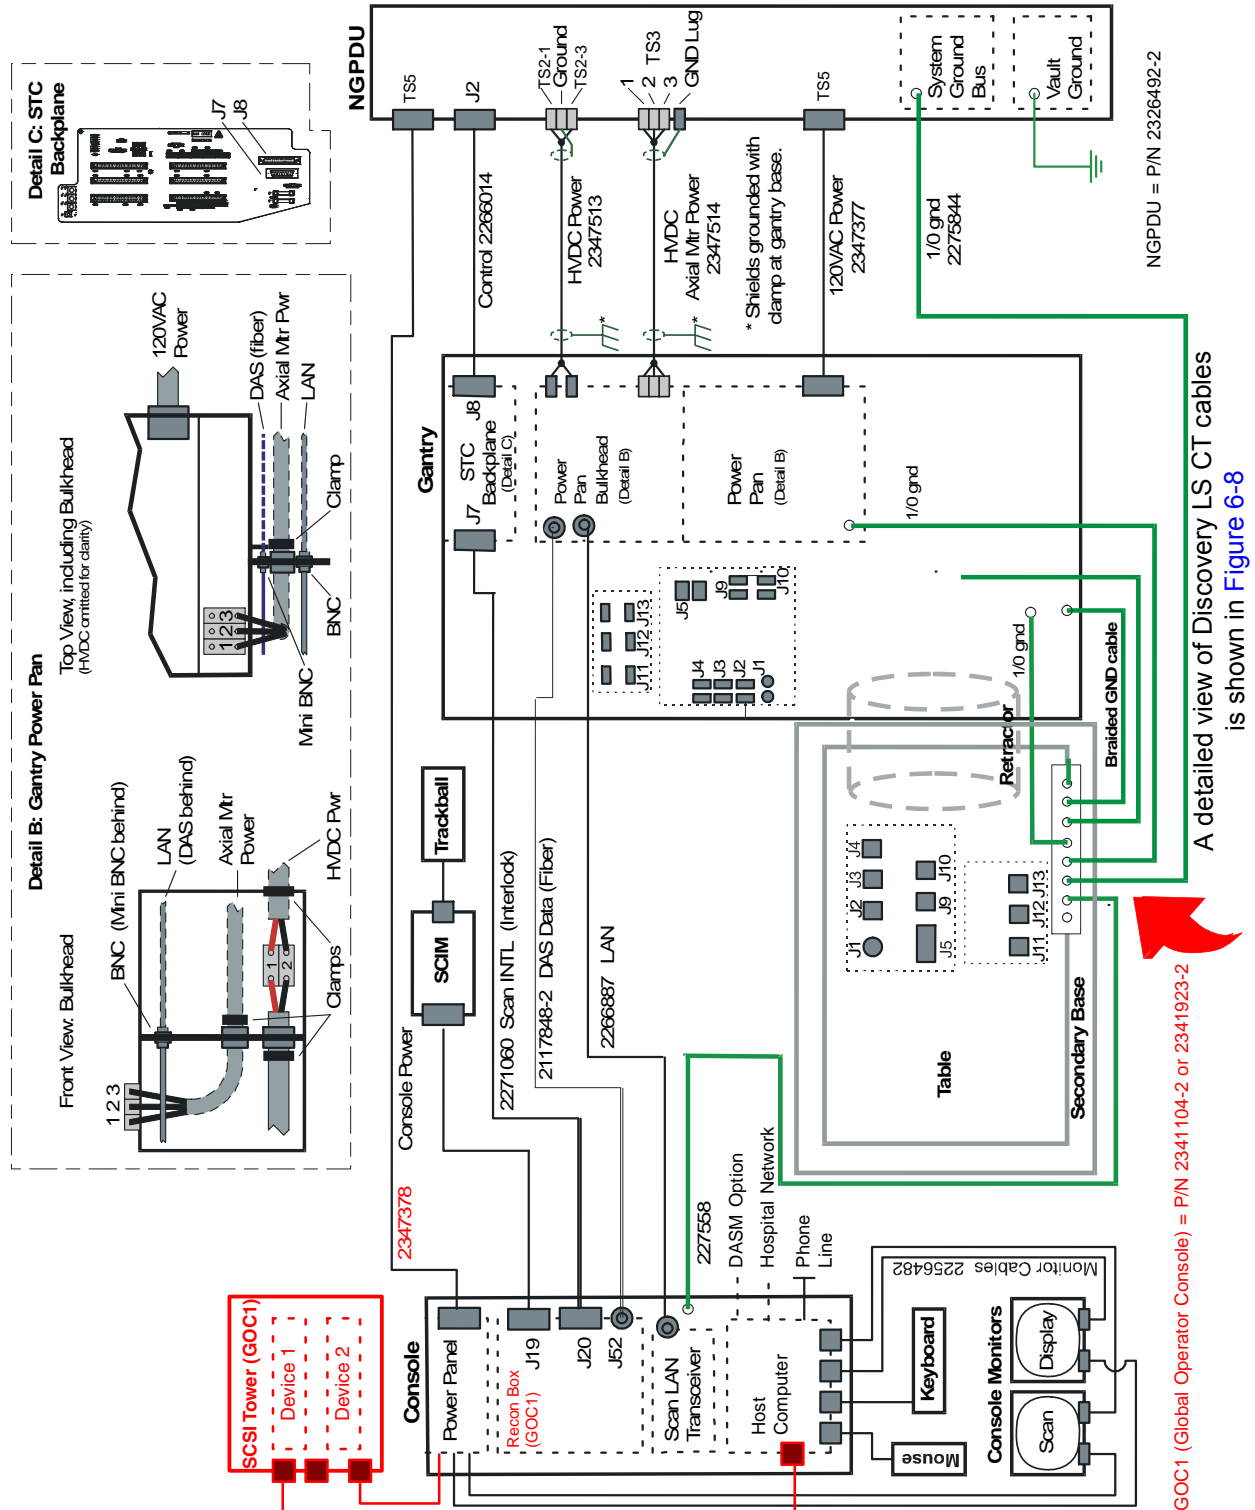 Detail C: STC
Backplane
J7
J8
NGPDU
TS5
J2
TS2-1
Ground
TS2-3
1
2
3
TS3
GND Lug
TS5
System
Ground
Bus
Vault
Ground
Control 2266014
HVDC Power
2347513
*
HVDC
Axial Mtr Power
2347514
*
* Shields grounded with
clamp at gantry base.
120VAC Power
2347377
1/0 gnd
2275844
NGPDU = P/N 2326492-2
Detail B: Gantry Power Pan
Front View: Bulkhead
1 2 3
BNC (Mini BNC behind)
LAN
(DAS behind)
Axial Mtr
Power
HVDC Pwr
Clamps
1
2
Top View, including Bulkhead
(HVDC omitted for clarity)
1 2 3
120VAC
Power
DAS (fiber)
Axial Mtr Pwr
LAN
Clamp
BNC
Mini BNC
Gantry
J7
STC
Backplane
(Detail C)
J8
Power
Pan
Bulkhead
(Detail B)
Power
Pan
(Detail B)
1/0 gnd
J11
J12
J13
J5
J9
J10
J4
J3
J2
J1
1/0 gnd
Retractor
Braided GND cable
A detailed view of Discovery LS CT cables
is shown in Figure 6-8
Trackball
SCIM
Console Power
2347378
2271060 Scan INTL (Interlock)
2117848-2 DAS Data (Fiber)
2266887 LAN
227558
Table
Secondary Base
J1
J2
J3
J4
J5
J9
J10
J11
J12
J13
SCSI Tower (GOC1)
Device 1
Device 2
Console
Power Panel
Recon Box
(GOC1)
J19
J20
J52
Scan LAN
Transceiver
Host
Computer
DASM Option
Hospital Network
Phone
Line
Monitor Cables 2256482
Mouse
Keyboard
Console Monitors
Scan
Display
GOC1 (Global Operator Console) = P/N 2341104-2 or 2341923-2